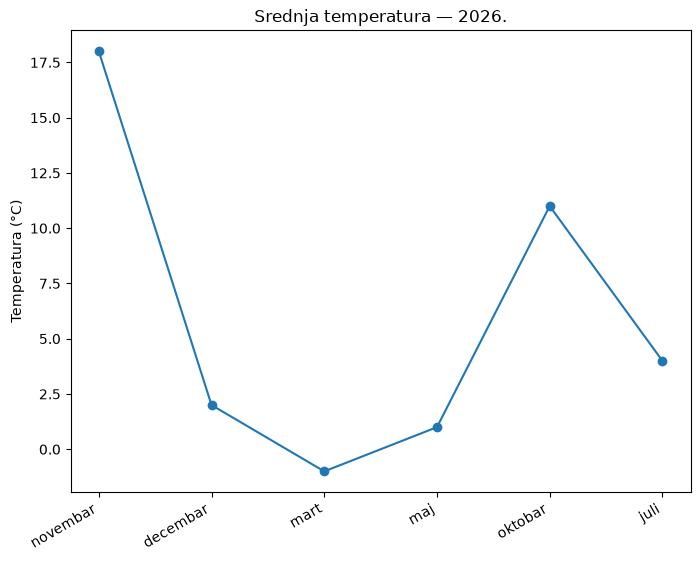 Srednja temperatura — 2026.
Temperatura (°C)
17.5
15.0
12.5
10.0
7.5
5.0
2.5
0.0
novembar
decembar
mart
maj
oktobar
juli